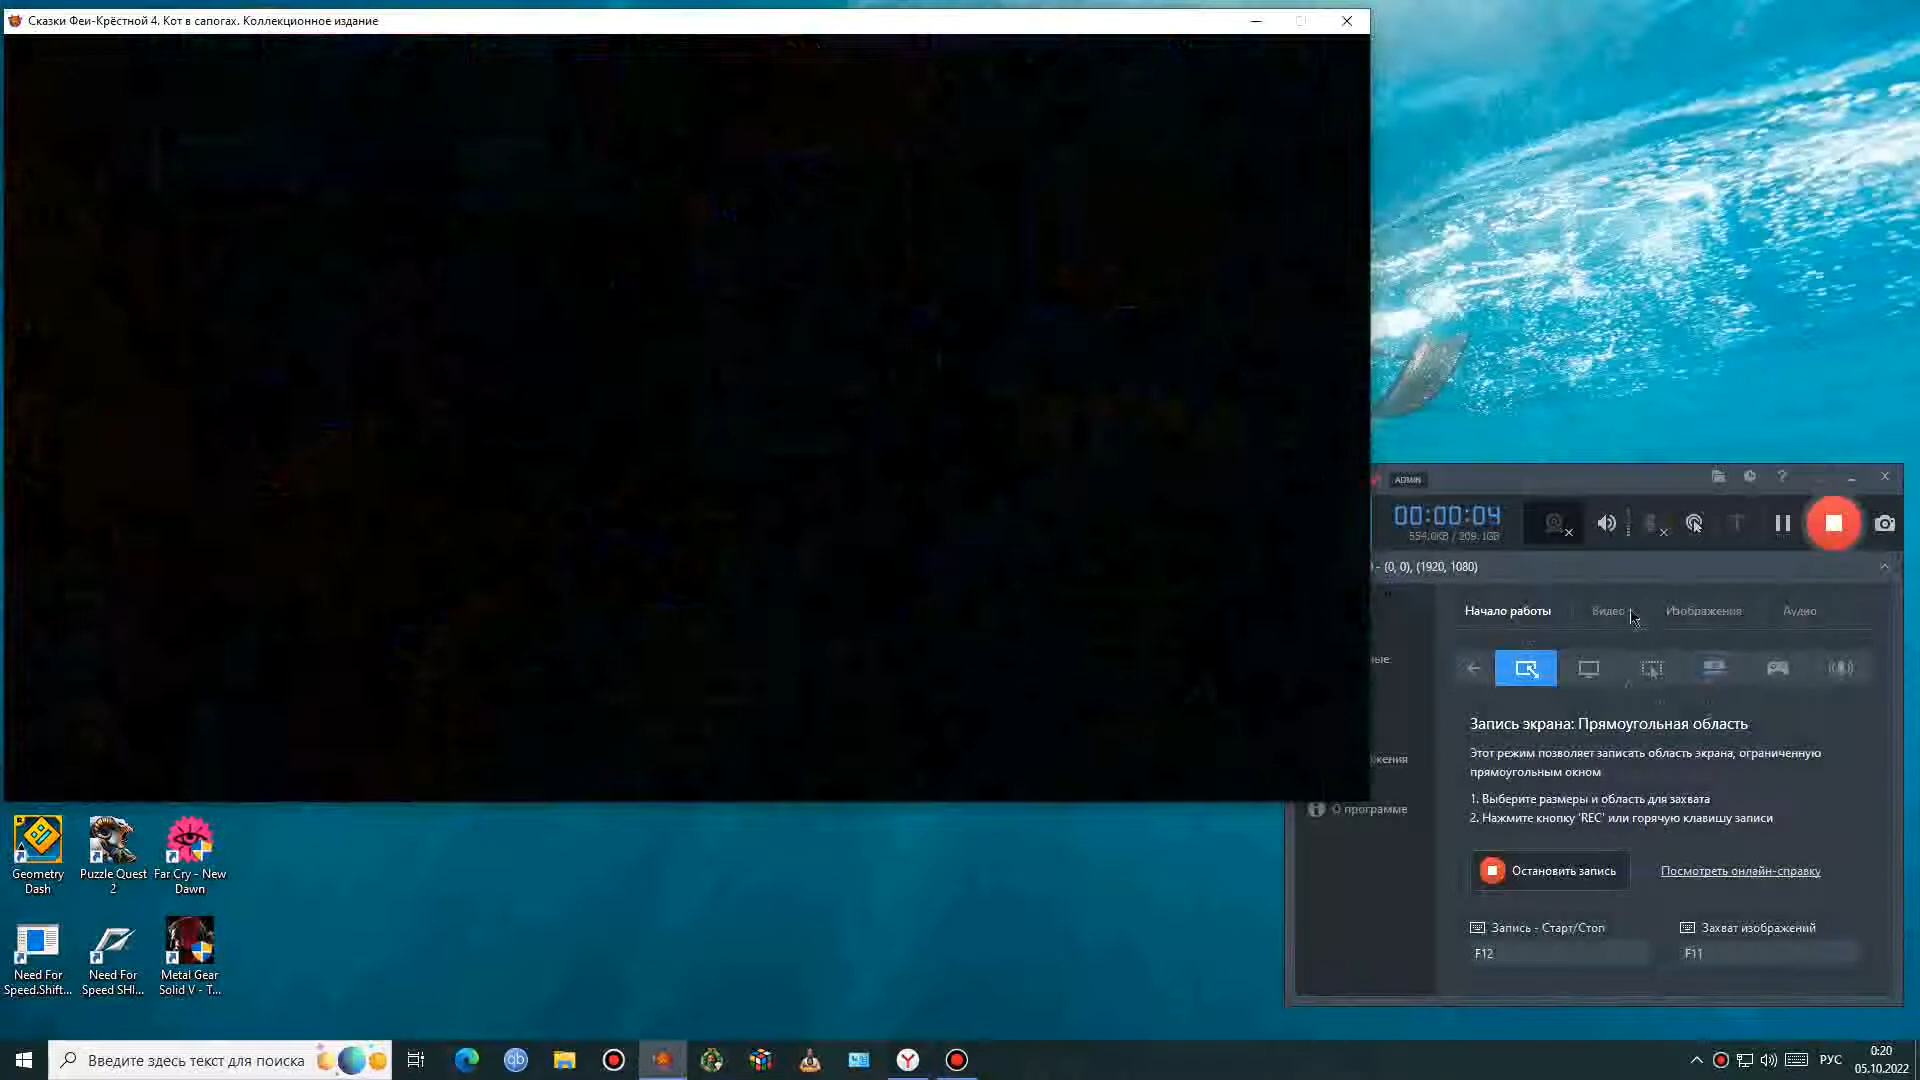 Сказки Феи-Крёстной 4. Кот в сапогах. Коллекционное издание
ADMIN
00:00:04
554.0KB / 209.1GB
- (0, 0), (1920, 1080)
Начало работы
Видео
Изображения
Аудио
Запись экрана: Прямоугольная область
Этот режим позволяет записать область экрана, ограниченную
прямоугольным окном
1. Выберите размеры и область для захвата
2. Нажмите кнопку 'REC' или горячую клавишу записи
О программе
Остановить запись
Посмотреть онлайн-справку
Запись - Старт/Стоп
Захват изображений
F12
F11
Geometry
Dash
Puzzle Quest
2
Far Cry - New
Dawn
Need For
Speed.Shift...
Need For
Speed SHI...
Metal Gear
Solid V - T...
Введите здесь текст для поиска
РУС
0:20
05.10.2022